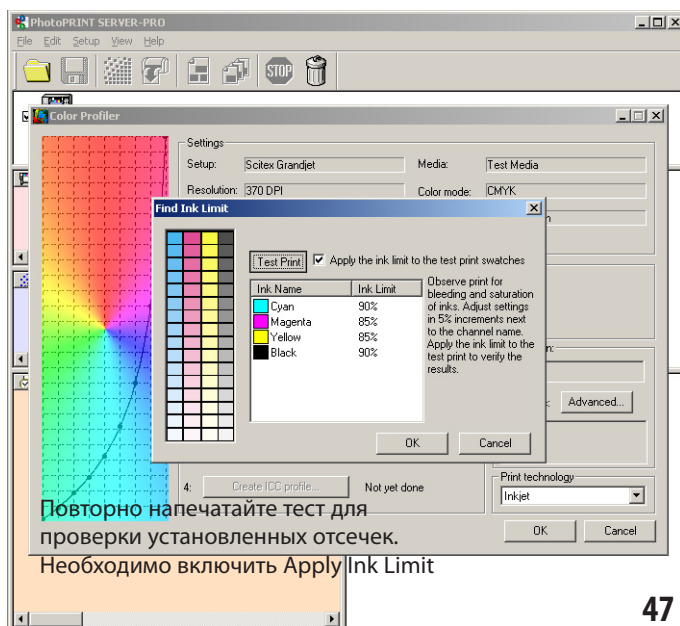 PhotoPRINT SERVER-PRO
File Edit Setup View Help
STOP
Color Profiler
Settings
Setup: Scitex Grandjet Media: Test Media
Resolution: 370 DPI Color mode: CMYK
Find Ink Limit
Test Print Apply the ink limit to the test print swatches
Ink Name Ink Limit
Cyan 90%
Magenta 85%
Yellow 85%
Black 90%
Observe print for
bleeding and saturation
of inks. Adjust settings
in 5% increments next
to the channel name.
Apply the ink limit to the
test print to verify the
results.
OK Cancel
Advanced...
4: Create ICC profile... Not yet done
Print technology
Inkjet
OK Cancel
Повторно напечатайте тест для
проверки установленных отсечек.
Необходимо включить Apply Ink Limit
47